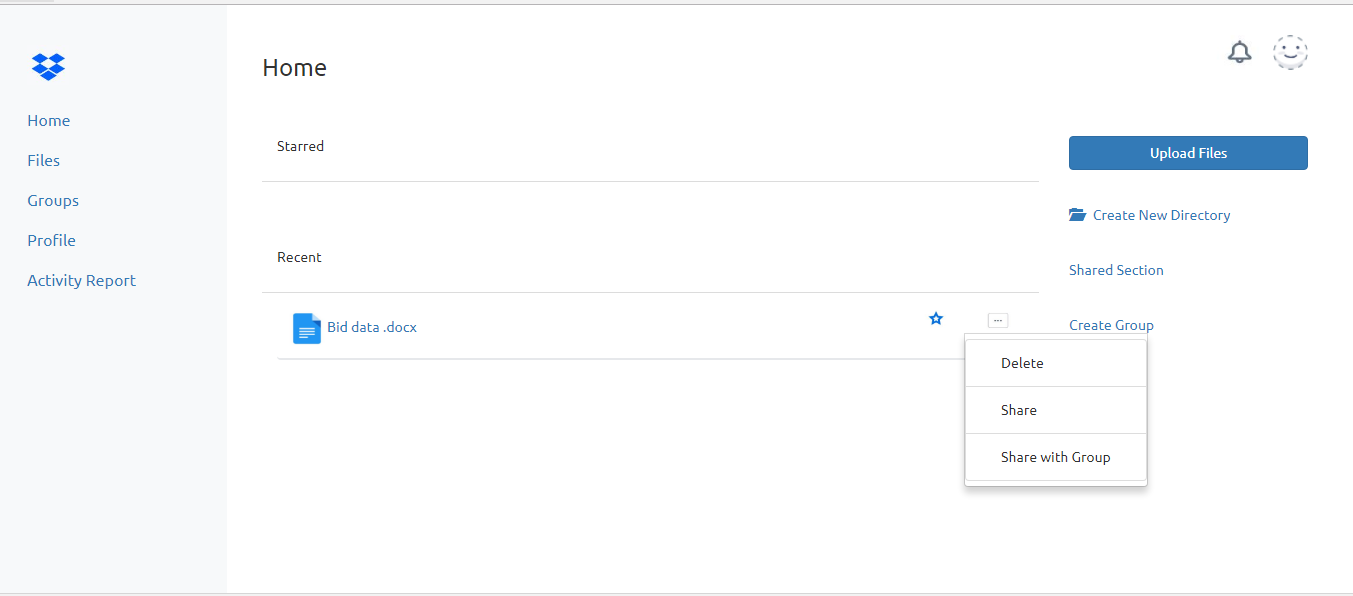 Home
Files
Groups
Profile
Activity Report
Home
Starred
Recent
Bid data .docx
...
Upload Files
Create New Directory
Shared Section
Create Group
Delete
Share
Share with Group